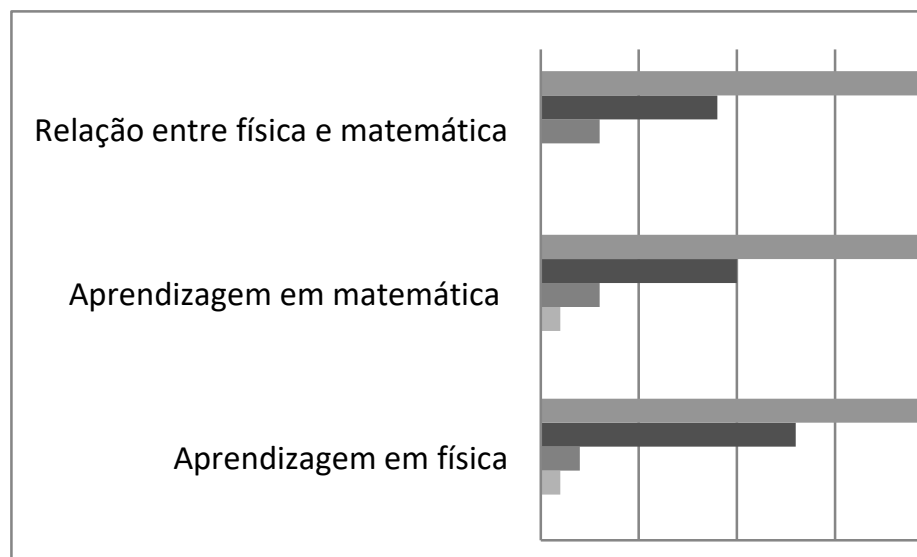 Relação entre física e matemática
Aprendizagem em matemática
Aprendizagem em física